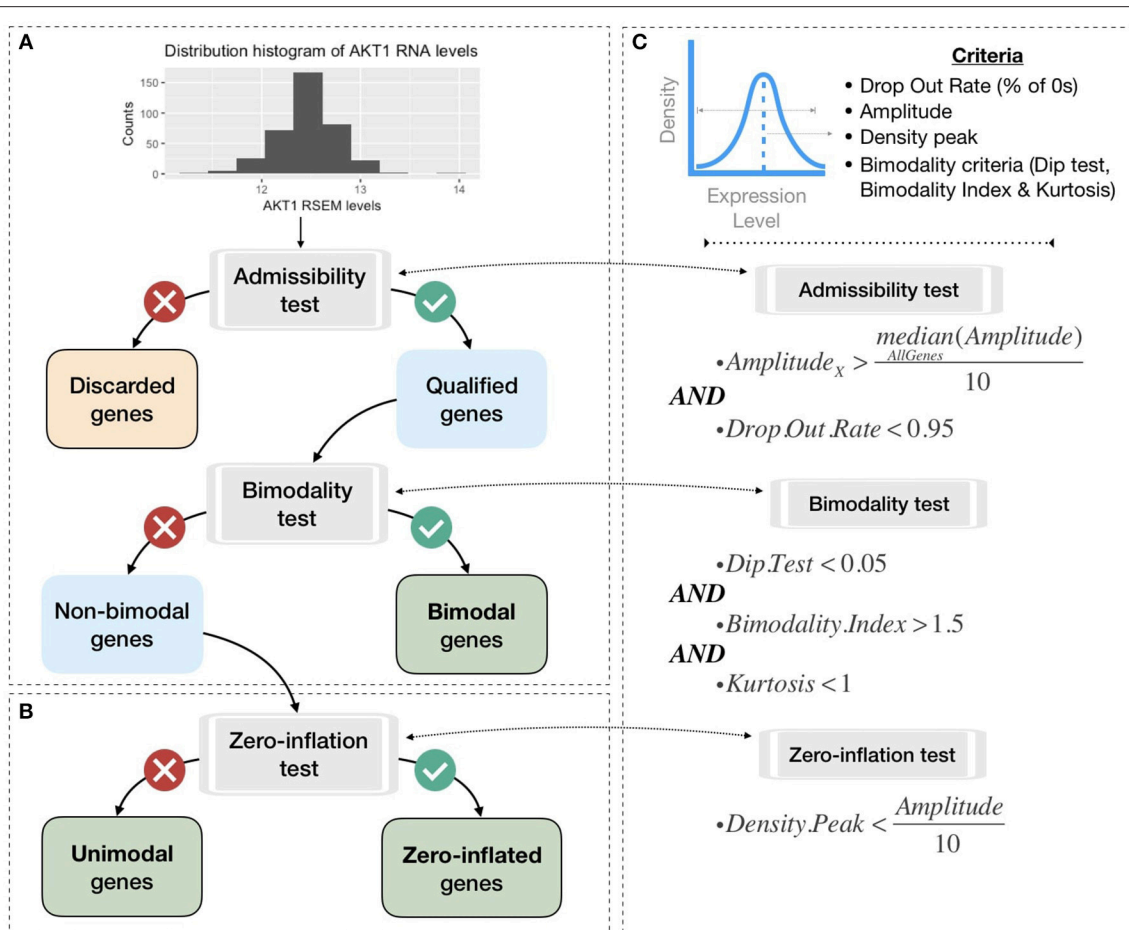 A
Distribution histogram of AKT1 RNA levels
Counts
150
100
50
0
12
13
14
AKT1 RSEM levels
Admissibility
test
Discarded
genes
Qualified
genes
Bimodality
test
Non-bimodal
genes
Bimodal
genes
B
Zero-inflation
test
Unimodal
genes
Zero-inflated
genes
C
Density
Expression
Level
Criteria
• Drop Out Rate (% of 0s)
• Amplitude
• Density peak
• Bimodality criteria (Dip test,
Bimodality Index & Kurtosis)
Admissibility test
•Amplitude_X > median(Amplitude)
AllGenes
10
AND
•Drop.Out.Rate < 0.95
Bimodality test
•Dip.Test < 0.05
AND
•Bimodality.Index > 1.5
AND
•Kurtosis < 1
Zero-inflation test
•Density.Peak < Amplitude
10